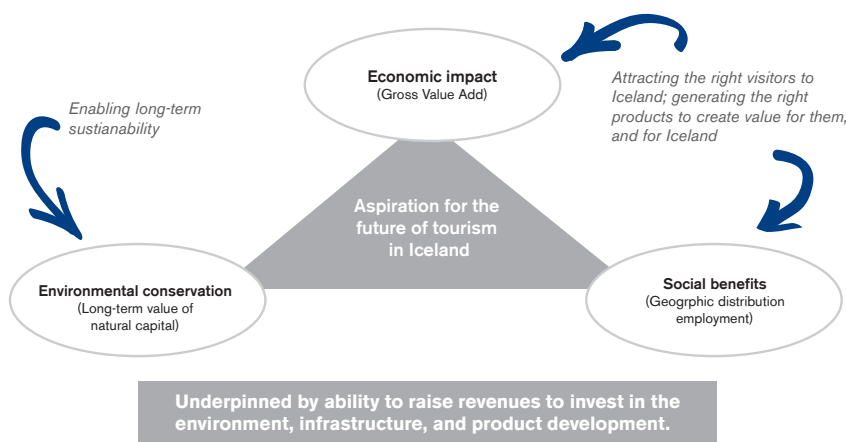 Economic impact
(Gross Value Add)
Attracting the right visitors to
Iceland; generating the right
products to create value for them,
and for Iceland
Enabling long-term
sustianability
Aspiration for the
future of tourism
in Iceland
Environmental conservation
(Long-term value of
natural capital)
Social benefits
(Geogrphic distribution
employment)
Underpinned by ability to raise revenues to invest in the
environment, infrastructure, and product development.